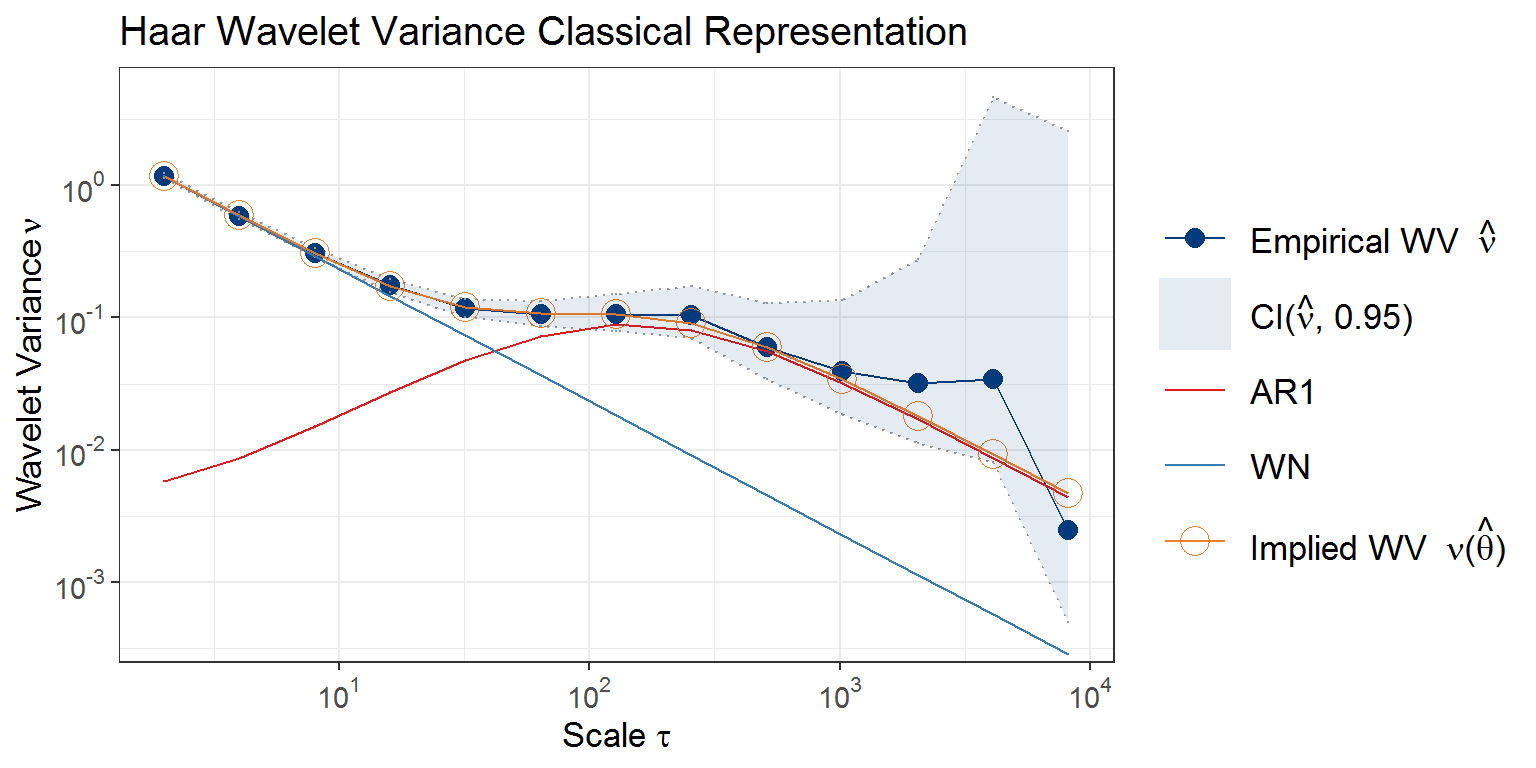 Haar Wavelet Variance Classical Representation
Wavelet Variance ν
10^0
10^-1
10^-2
10^-3
10^1
10^2
10^3
10^4
Scale τ
Empirical WV ν̂
CI(ν̂, 0.95)
AR1
WN
Implied WV ν(θ̂)